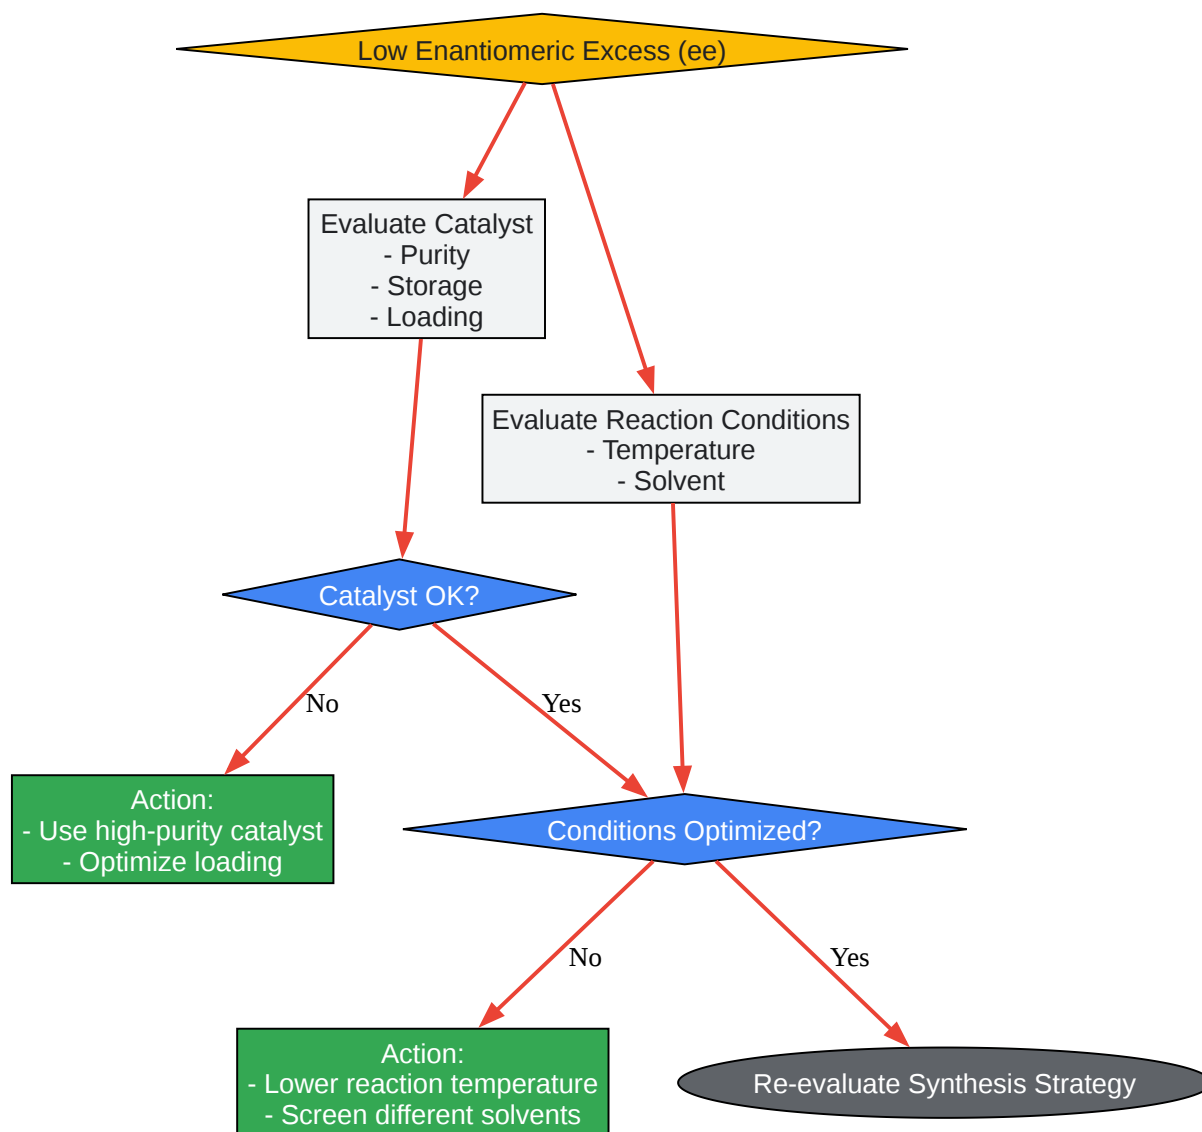 Low Enantiomeric Excess (ee)
Evaluate Catalyst
- Purity
- Storage
- Loading
Evaluate Reaction Conditions
- Temperature
- Solvent
Catalyst OK?
No
Yes
Action:
- Use high-purity catalyst
- Optimize loading
Conditions Optimized?
No
Yes
Action:
- Lower reaction temperature
- Screen different solvents
Re-evaluate Synthesis Strategy